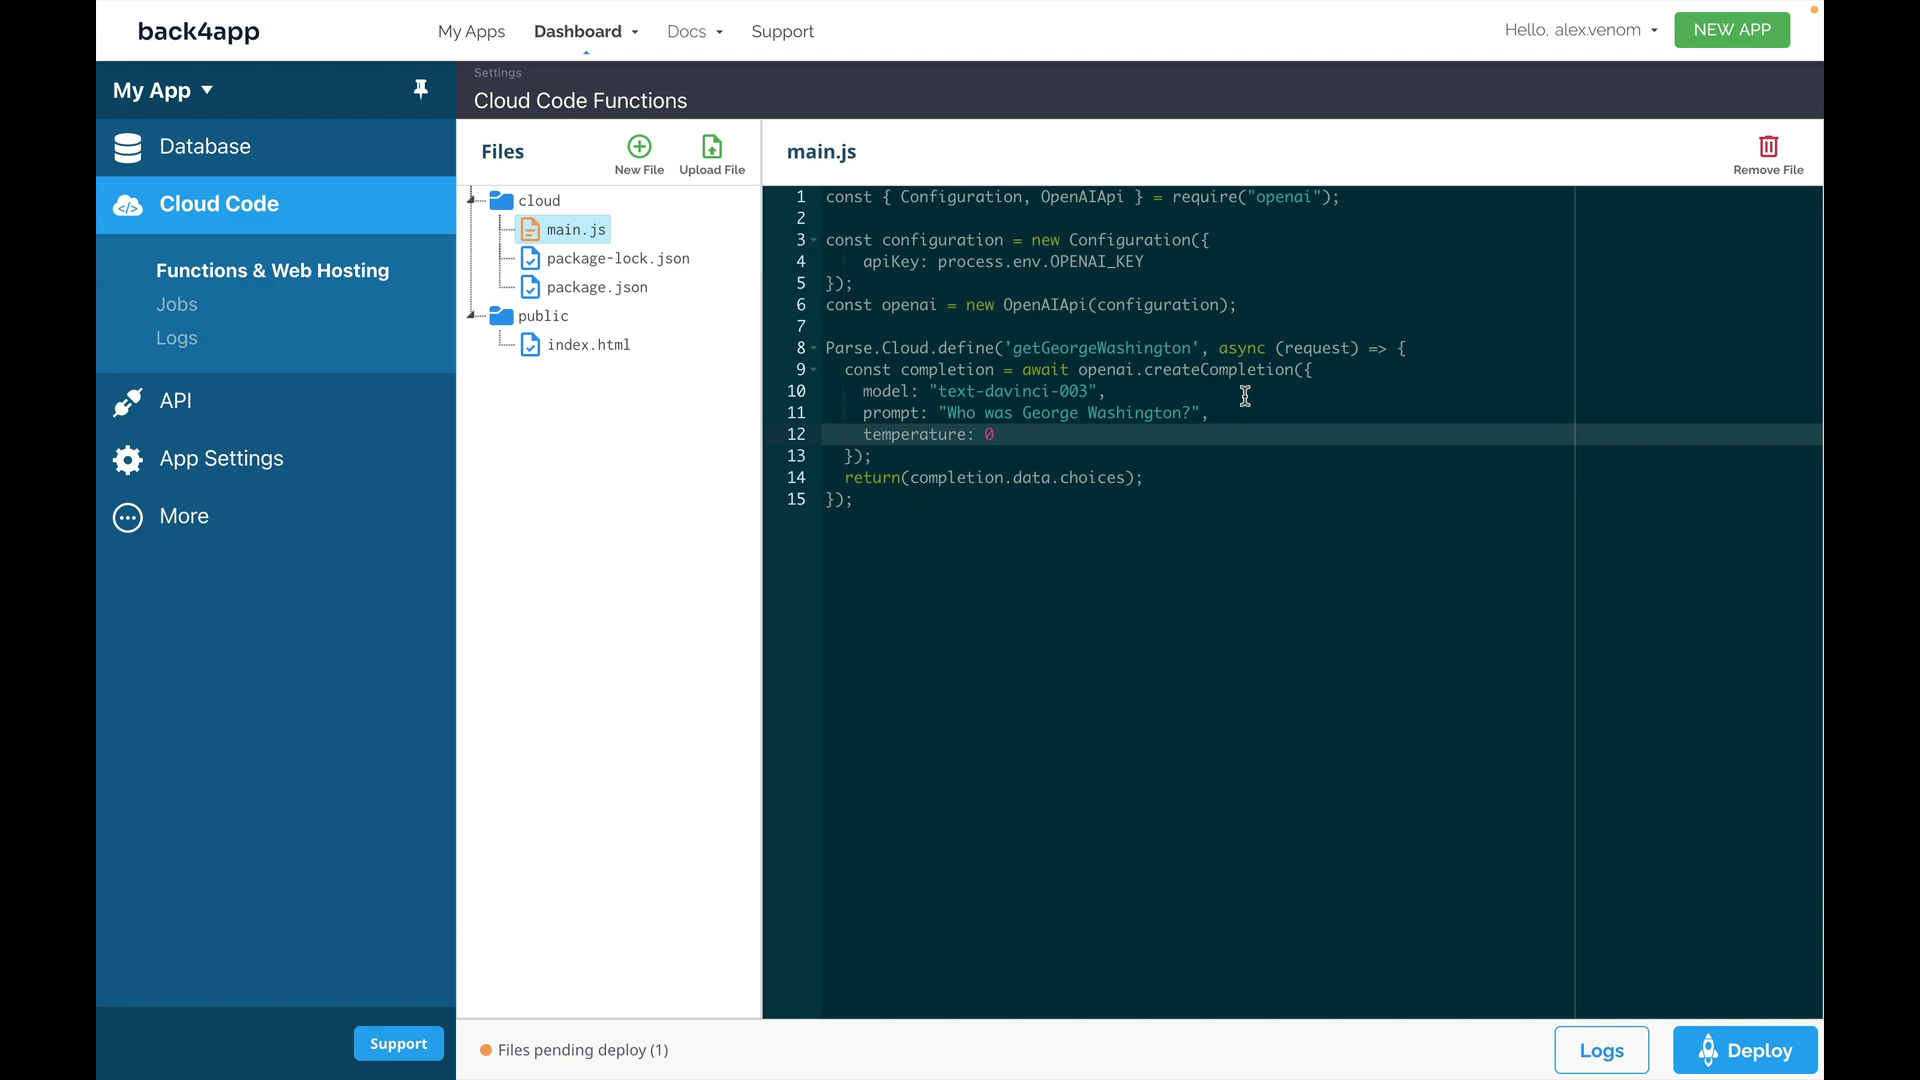 back4app
My Apps
Dashboard
Docs
Support
Hello, alex.venom
NEW APP
My App
Settings
Cloud Code Functions
Database
Cloud Code
Functions & Web Hosting
Jobs
Logs
API
App Settings
More
Support
Files
New File
Upload File
cloud
main.js
package-lock.json
package.json
public
index.html
main.js
Remove File
1 const { Configuration, OpenAIApi } = require("openai");
2
3 const configuration = new Configuration({
4 apiKey: process.env.OPENAI_KEY
5 });
6 const openai = new OpenAIApi(configuration);
7
8 Parse.Cloud.define('getGeorgeWashington', async (request) => {
9 const completion = await openai.createCompletion({
10 model: "text-davinci-003",
11 prompt: "Who was George Washington?",
12 temperature: 0
13 });
14 return(completion.data.choices);
15 });
Files pending deploy (1)
Logs
Deploy